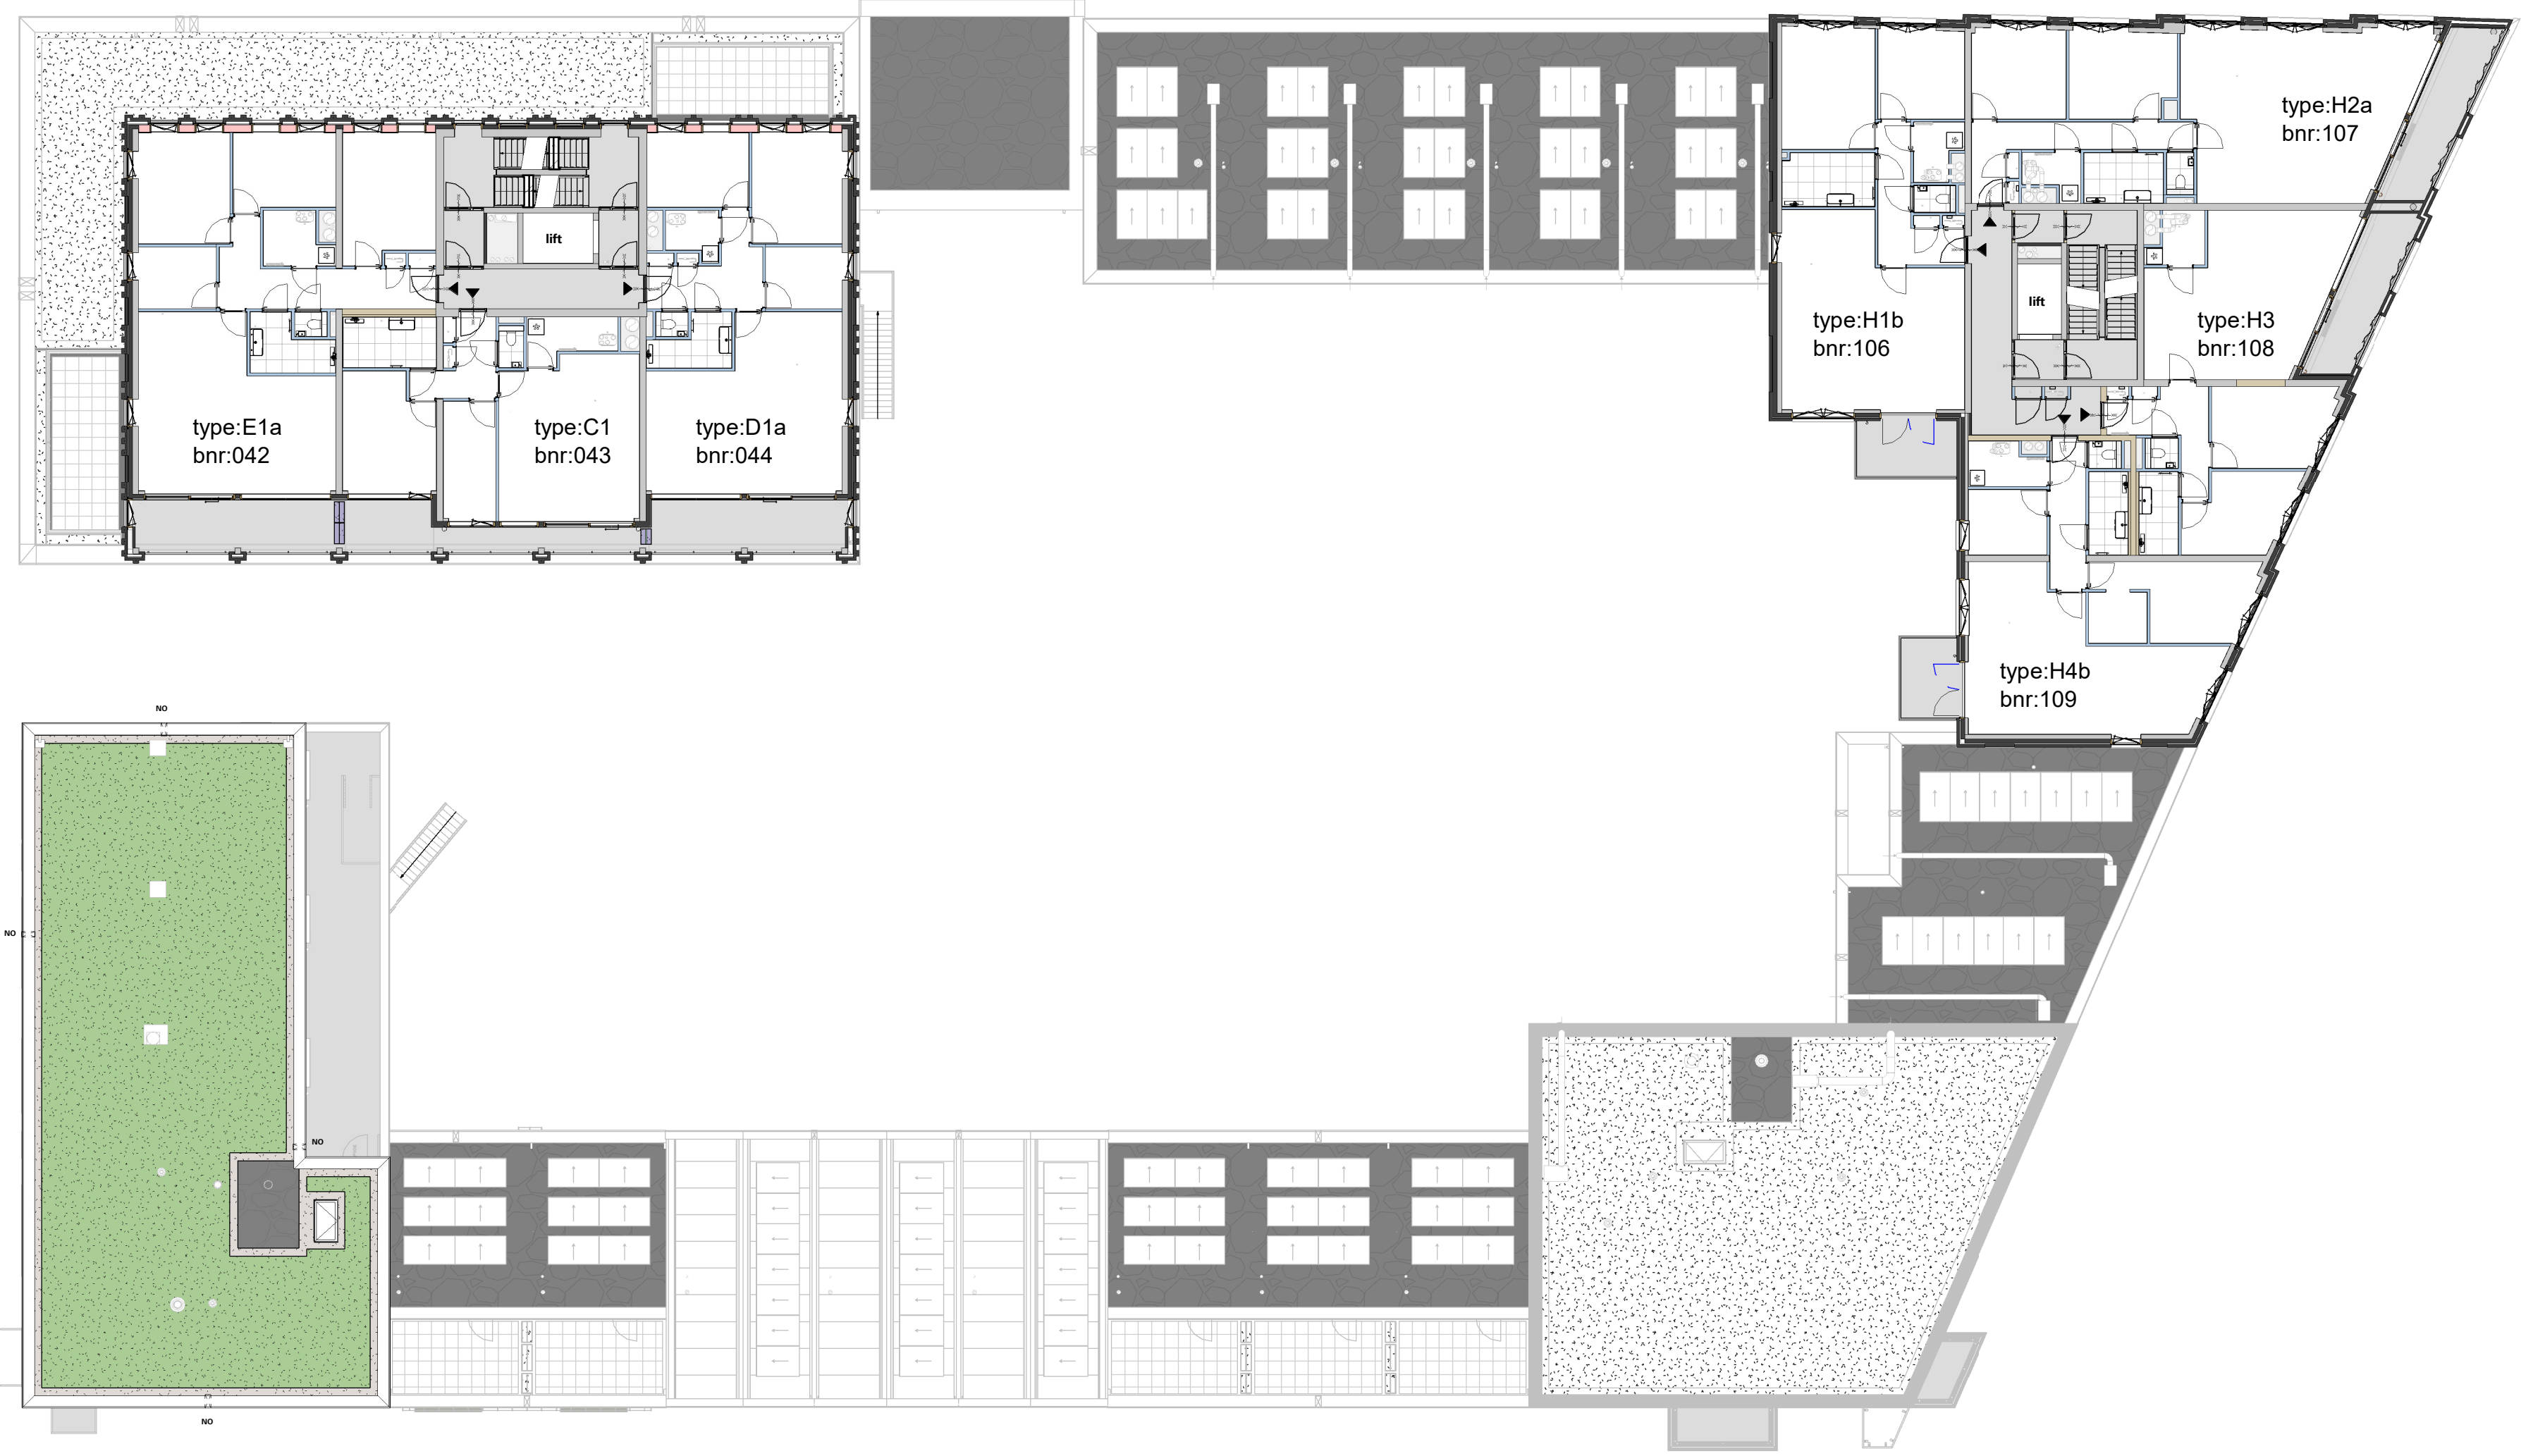 type:H2a
bnr:107
lift
lift
type:H1b
bnr:106
type:H3
bnr:108
type:E1a
bnr:042
type:C1
bnr:043
type:D1a
bnr:044
type:H4b
bnr:109
NO
NO
NO
NO